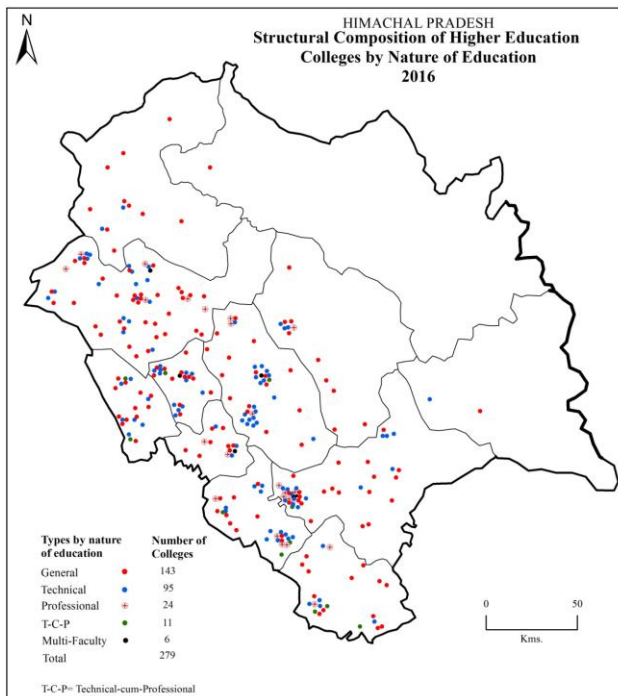 N
HIMACHAL PRADESH
Structural Composition of Higher Education
Colleges by Nature of Education
2016
Types by nature of education Number of Colleges
General 143
Technical 95
Professional 24
T-C-P 11
Multi-Faculty 6
Total 279
T-C-P= Technical-cum-Professional
0 50
Kms.